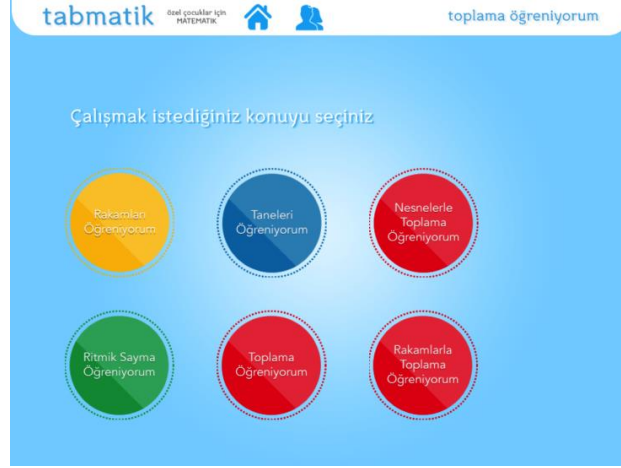 tabmatik
özel çocuklar için
MATEMATİK
toplama öğreniyorum
Çalışmak istediğiniz konuyu seçiniz
Rakamları
Öğreniyorum
Taneleri
Öğreniyorum
Nesnelerle
Toplama
Öğreniyorum
Ritmik Sayma
Öğreniyorum
Toplama
Öğreniyorum
Rakamlarla
Toplama
Öğreniyorum